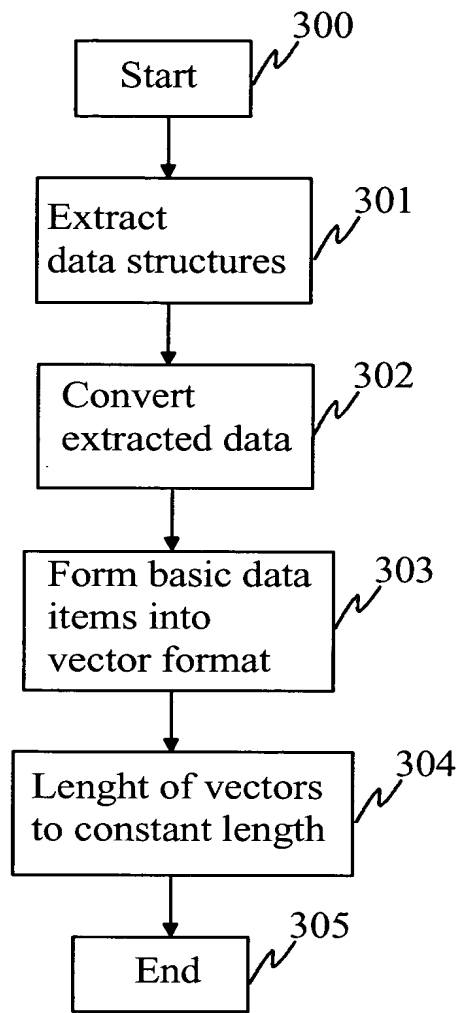 300
Start
301
Extract
data structures
302
Convert
extracted data
303
Form basic data
items into
vector format
304
Lenght of vectors
to constant length
305
End